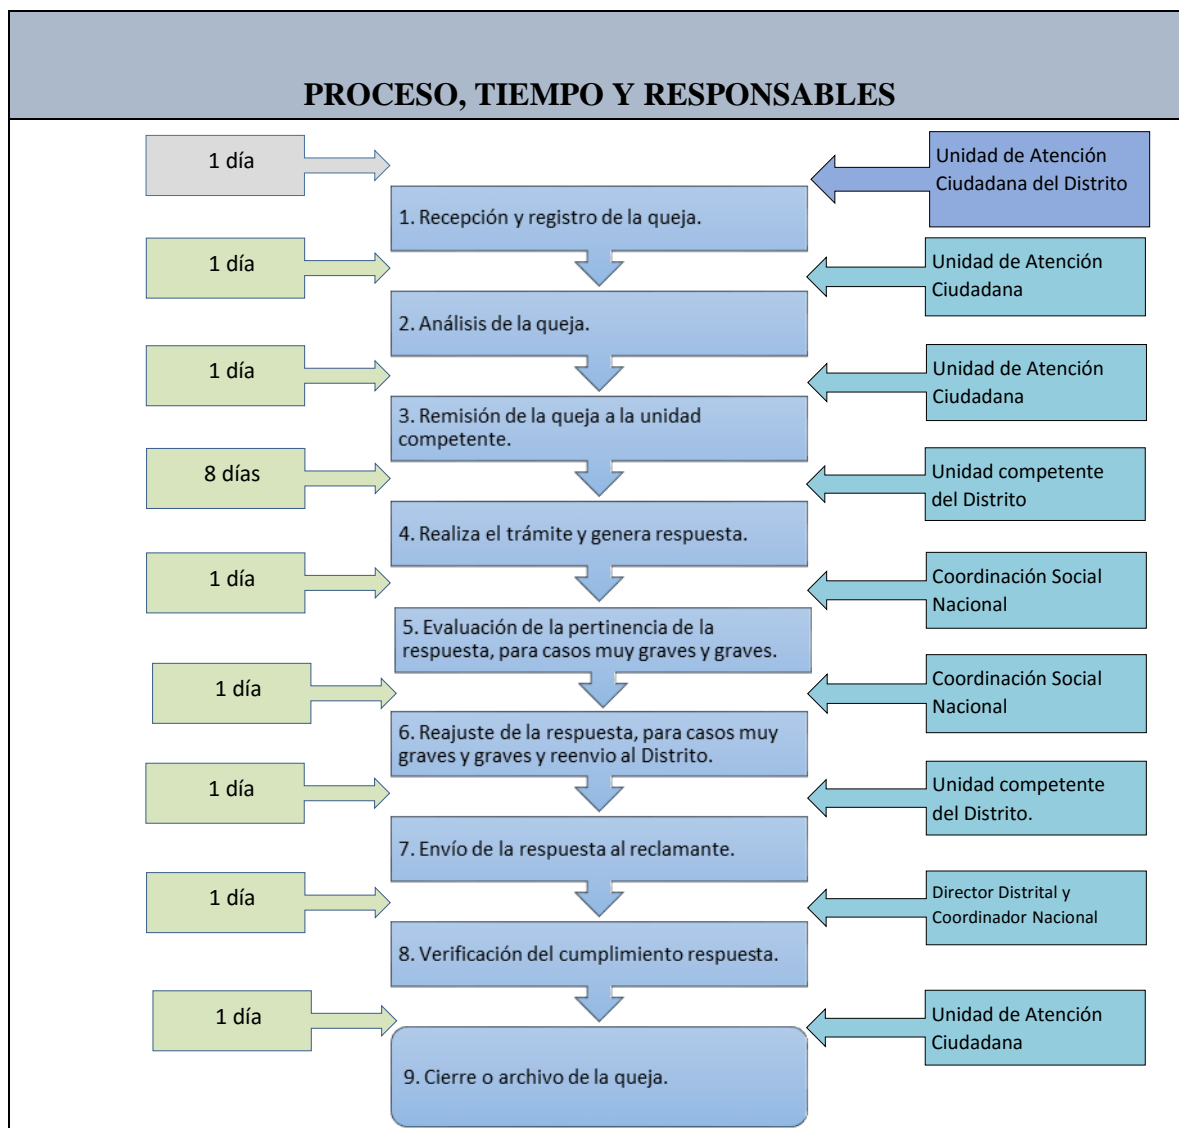 PROCESO, TIEMPO Y RESPONSABLES
1 día
Unidad de Atención
Ciudadana del Distrito
1. Recepción y registro de la queja.
1 día
Unidad de Atención
Ciudadana
2. Análisis de la queja.
1 día
Unidad de Atención
Ciudadana
3. Remisión de la queja a la unidad
competente.
8 días
Unidad competente
del Distrito
4. Realiza el trámite y genera respuesta.
1 día
Coordinación Social
Nacional
5. Evaluación de la pertinencia de la
respuesta, para casos muy graves y graves.
1 día
Coordinación Social
Nacional
6. Reajuste de la respuesta, para casos muy
graves y graves y reenvio al Distrito.
1 día
Unidad competente
del Distrito.
7. Envío de la respuesta al reclamante.
1 día
Director Distrital y
Coordinador Nacional
8. Verificación del cumplimiento respuesta.
1 día
Unidad de Atención
Ciudadana
9. Cierre o archivo de la queja.